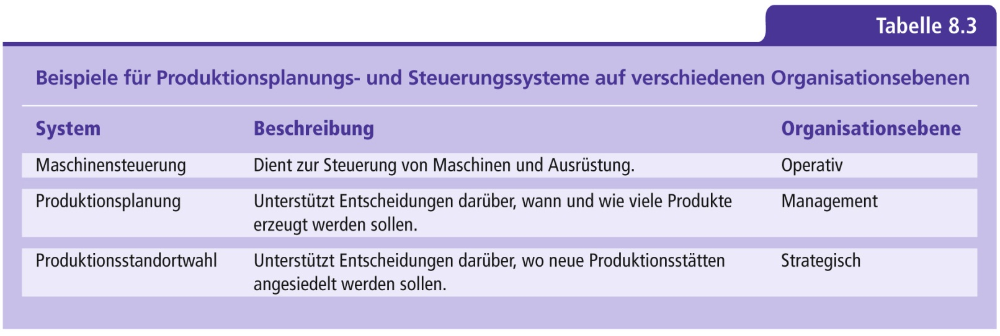 Tabelle 8.3
Beispiele für Produktionsplanungs- und Steuerungssysteme auf verschiedenen Organisationsebenen
System Beschreibung Organisationsebene
Maschinensteuerung Dient zur Steuerung von Maschinen und Ausrüstung. Operativ
Produktionsplanung Unterstützt Entscheidungen darüber, wann und wie viele Produkte Management
erzeugt werden sollen.
Produktionsstandortwahl Unterstützt Entscheidungen darüber, wo neue Produktionsstätten Strategisch
angesiedelt werden sollen.